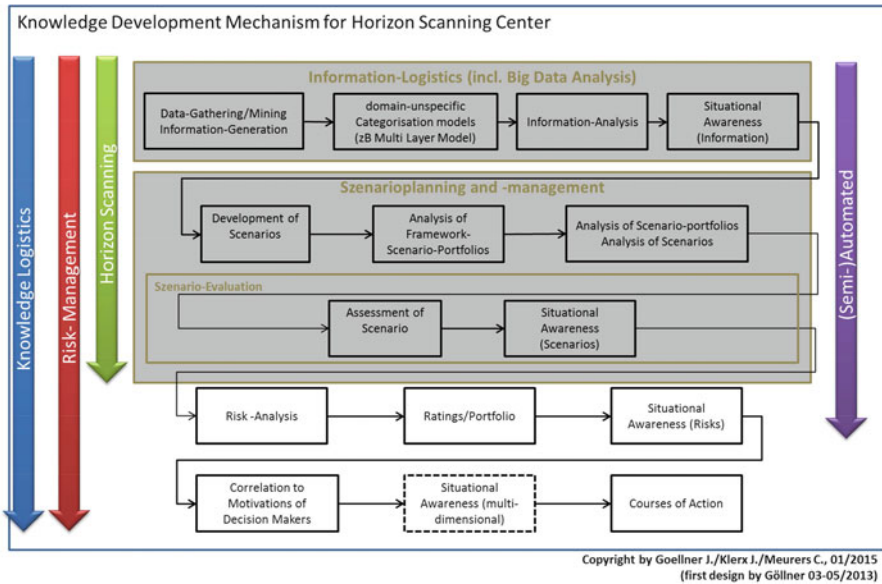 Knowledge Development Mechanism for Horizon Scanning Center
Knowledge Logistics
Risk- Management
Horizon Scanning
(Semi-)Automated
Information-Logistics (incl. Big Data Analysis)
Data-Gathering/Mining
Information-Generation
domain-unspecific
Categorisation models
(zB Multi Layer Model)
Information-Analysis
Situational
Awareness
(Information)
Szenarioplanning and -management
Development of
Scenarios
Analysis of
Framework-
Scenario-Portfolios
Analysis of Scenario-portfolios
Analysis of Scenarios
Szenario-Evaluation
Assessment of
Scenario
Situational
Awareness
(Scenarios)
Risk -Analysis
Ratings/Portfolio
Situational
Awareness (Risks)
Correlation to
Motivations of
Decision Makers
Situational
Awareness (multi-
dimensional)
Courses of Action
Copyright by Goellner J./Klerx J./Meurers C., 01/2015
(first design by Göllner 03-05/2013)